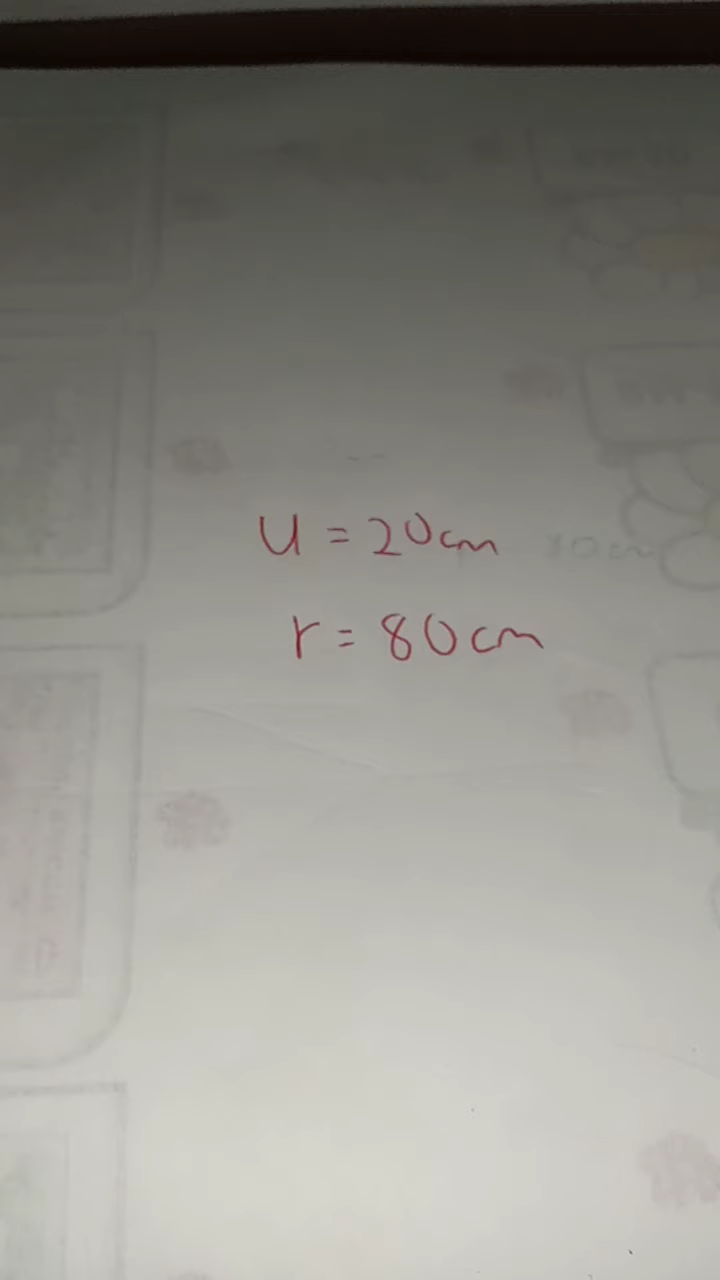 u = 20cm
r = 80cm